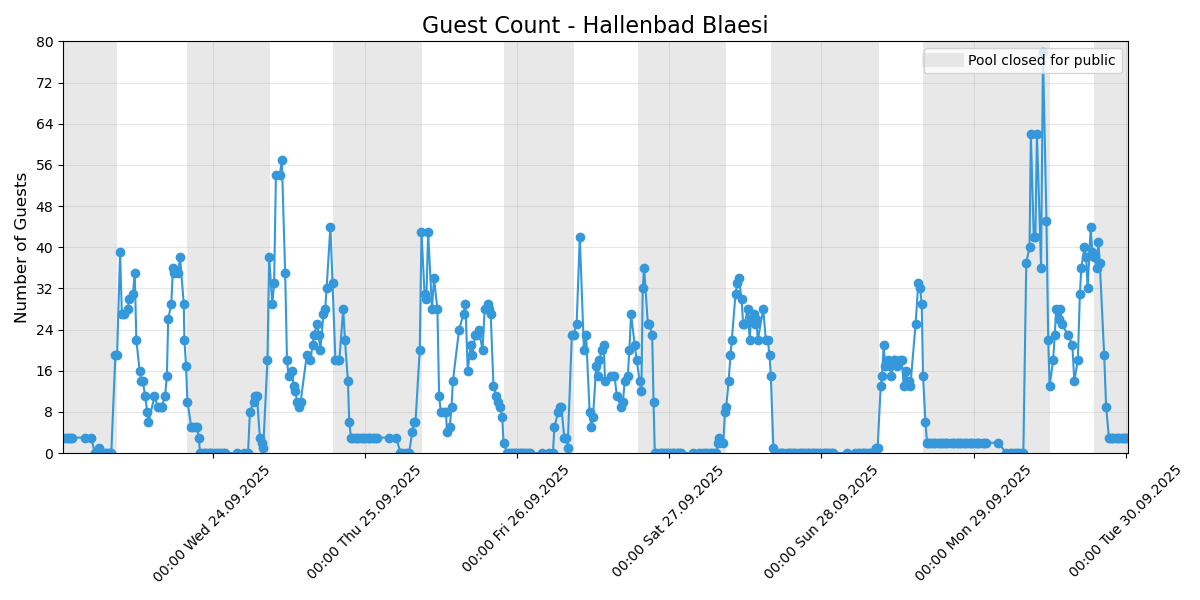 Guest Count - Hallenbad Blaesi
Pool closed for public
Number of Guests
80
72
64
56
48
40
32
24
16
8
0
00:00 Wed 24.09.2025
00:00 Thu 25.09.2025
00:00 Fri 26.09.2025
00:00 Sat 27.09.2025
00:00 Sun 28.09.2025
00:00 Mon 29.09.2025
00:00 Tue 30.09.2025